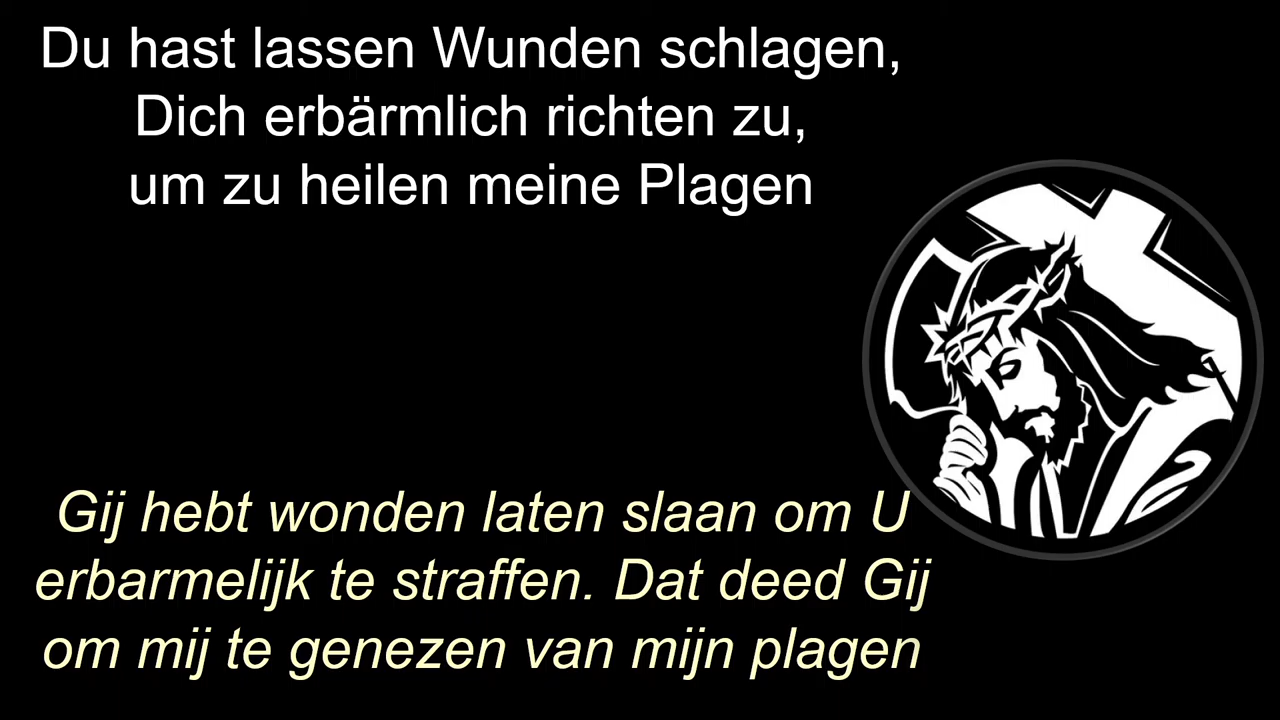 Du hast lassen Wunden schlagen,
Dich erbärmlich richten zu,
um zu heilen meine Plagen
Gij hebt wonden laten slaan om U
erbarmelijk te straffen. Dat deed Gij
om mij te genezen van mijn plagen